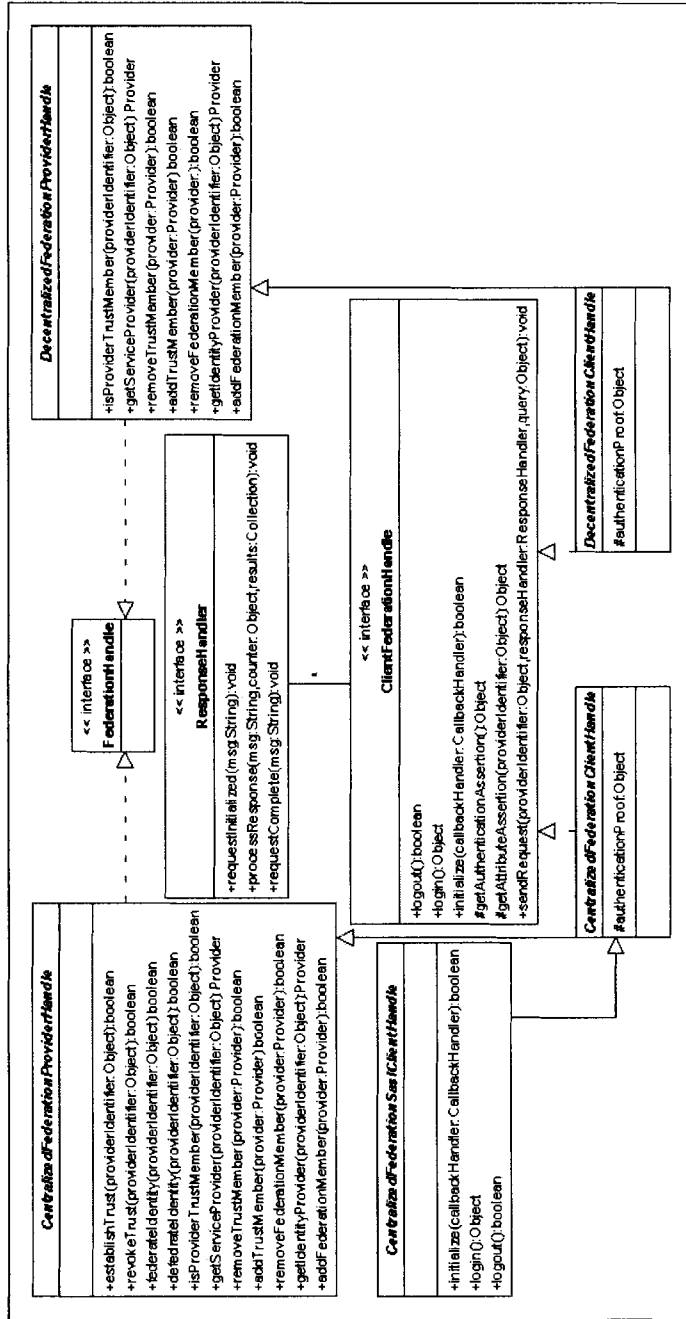 CentralizedFederationProviderHandle
+establishTrust(providerIdentifier:Object):boolean
+revokeTrust(providerIdentifier:Object):boolean
+federateIdentity(providerIdentifier:Object):boolean
+defedrateIdentity(providerIdentifier:Object):boolean
+isProviderTrustMember(providerIdentifier:Object):boolean
+getServiceProvider(providerIdentifier:Object):Provider
+removeTrustMember(provider:Provider):boolean
+addTrustMember(provider:Provider):boolean
+removeFederationMember(provider:Provider):boolean
+getIdentityProvider(providerIdentifier:Object):Provider
+addFederationMember(provider:Provider):boolean
<< interface >>
FederationHandle
DecentralizedFederationProviderHandle
+isProviderTrustMember(providerIdentifier:Object):boolean
+getServiceProvider(providerIdentifier:Object):Provider
+removeTrustMember(provider:Provider):boolean
+addTrustMember(provider:Provider):boolean
+removeFederationMember(provider:):boolean
+getIdentityProvider(providerIdentifier:Object):Provider
+addFederationMember(provider:Provider):boolean
<< interface >>
ResponseHandler
+requestInitialized(msg:String):void
+processResponse(msg:String,counter:Object,results:Collection):void
+requestComplete(msg:String):void
*
<< interface >>
ClientFederationHandle
+logout():boolean
+login():Object
+initialize(callbackHandler:CallbackHandler):boolean
#getAuthenticationAssertion():Object
#getAttributeAssertion(providerIdentifier:Object):Object
+sendRequest(providerIdentifier:Object,responseHandler:ResponseHandler,query:Object):void
CentralizedFederationSaslClientHandle
+initialize(callbackHandler:CallbackHandler):boolean
+login():Object
+logout():boolean
CentralizedFederationClientHandle
#authenticationProof:Object
DecentralizedFederationClientHandle
#authenticationProof:Object